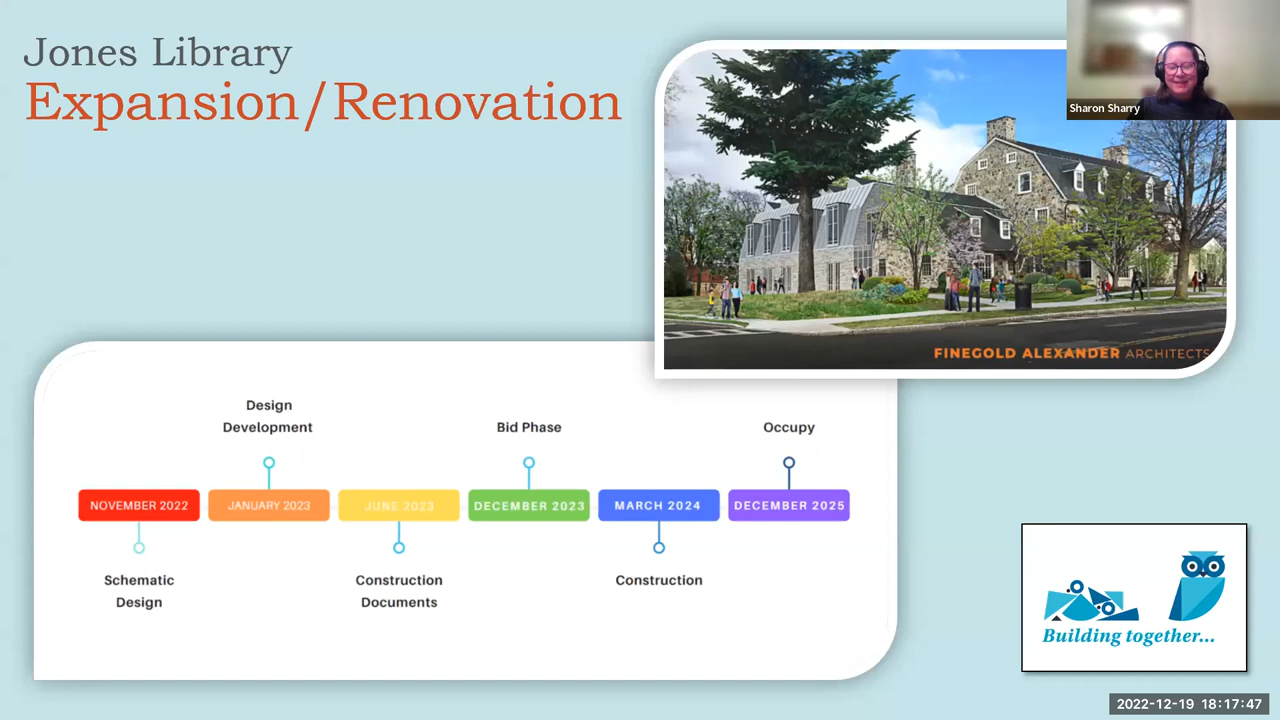 Jones Library
Expansion/Renovation
Sharon Sharry
FINEGOLD ALEXANDER ARCHITECTS
Design
Development
Bid Phase
Occupy
NOVEMBER 2022
JANUARY 2023
JUNE 2023
DECEMBER 2023
MARCH 2024
DECEMBER 2025
Schematic
Design
Construction
Documents
Construction
Building together...
2022-12-19 18:17:47